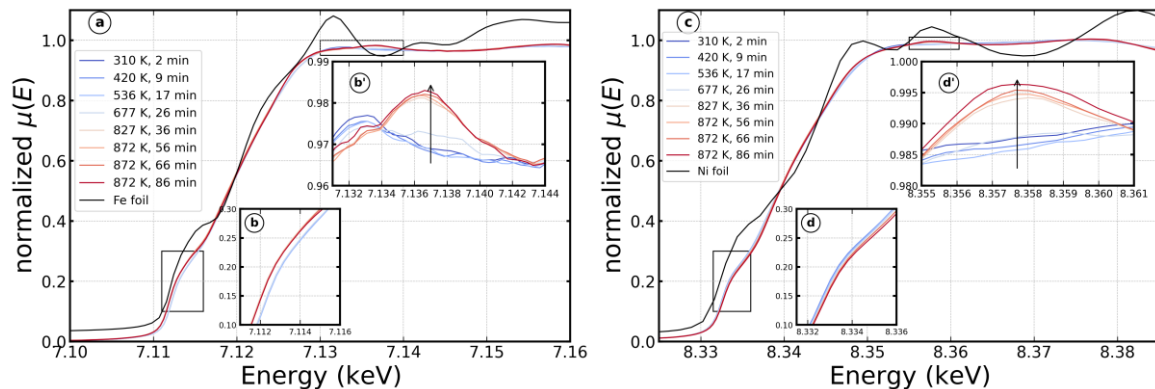 a
normalized μ(E)
1.0
0.8
0.6
0.4
0.2
0.0
310 K, 2 min
420 K, 9 min
536 K, 17 min
677 K, 26 min
827 K, 36 min
872 K, 56 min
872 K, 66 min
872 K, 86 min
Fe foil
b'
0.99
0.98
0.97
0.96
7.132 7.134 7.136 7.138 7.140 7.142 7.144
b
0.30
0.25
0.20
0.15
0.10
7.112 7.114 7.116
7.10 7.11 7.12 7.13 7.14 7.15 7.16
Energy (keV)
c
normalized μ(E)
1.0
0.8
0.6
0.4
0.2
0.0
310 K, 2 min
420 K, 9 min
536 K, 17 min
677 K, 26 min
827 K, 36 min
872 K, 56 min
872 K, 66 min
872 K, 86 min
Ni foil
d'
1.000
0.995
0.990
0.985
0.980
8.355 8.356 8.357 8.358 8.359 8.360 8.361
d
0.30
0.25
0.20
0.15
0.10
8.332 8.334 8.336
8.33 8.34 8.35 8.36 8.37 8.38
Energy (keV)